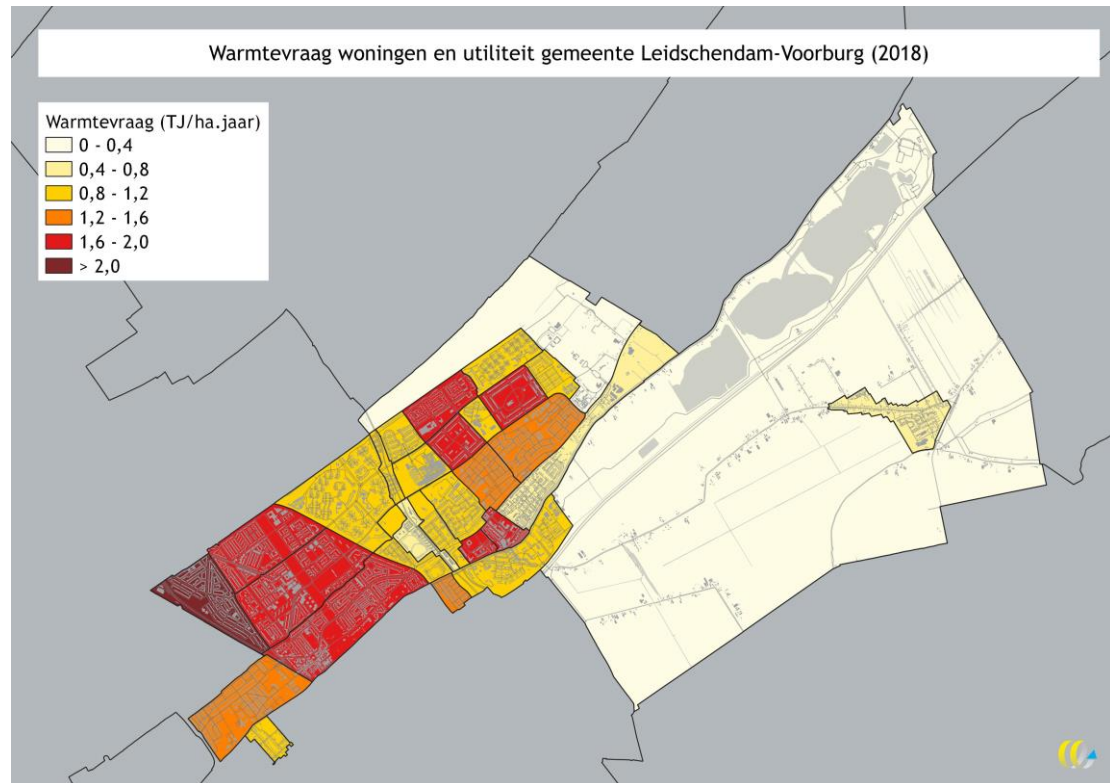 Warmtevraag woningen en utiliteit gemeente Leidschendam-Voorburg (2018)
Warmtevraag (TJ/ha.jaar)
0 - 0,4
0,4 - 0,8
0,8 - 1,2
1,2 - 1,6
1,6 - 2,0
> 2,0